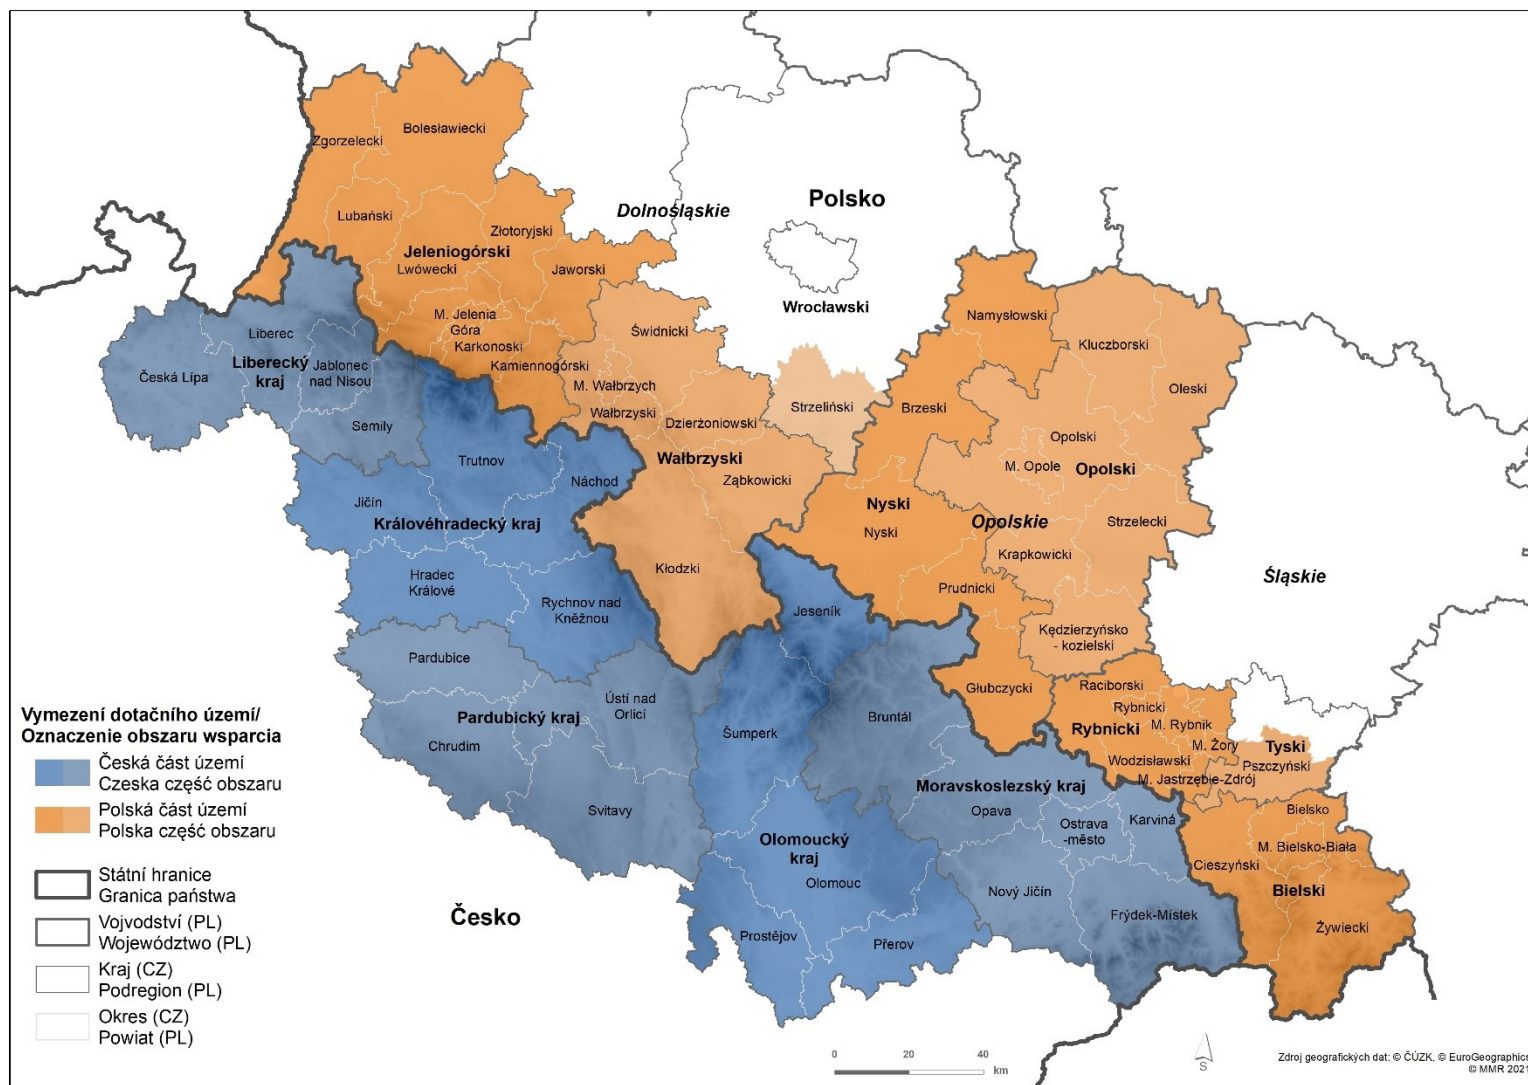 Zgorzelecki
Bolesławiecki
Lubański
Złotoryjski
Jeleniogórski
Lwówecki
Jaworski
M. Jelenia
Góra
Karkonoski
Kamiennogórski
Dolnośląskie
Polsko
Wrocławski
Świdnicki
M. Wałbrzych
Wałbrzyski
Dzierżoniowski
Strzeliński
Wałbrzyski
Ząbkowicki
Kłodzki
Namysłowski
Kluczborski
Oleski
Brzeski
Opolski
M. Opole
Opolski
Nyski
Nyski
Opolskie
Strzelecki
Krapkowicki
Prudnicki
Kędzierzyńsko
- kozielski
Głubczycki
Śląskie
Raciborski
Rybnicki
M. Rybnik
Rybnicki
M. Żory
Wodzisławski
M. Jastrzębie-Zdrój
Tyski
Pszczyński
Bielsko
M. Bielsko-Biała
Cieszyński
Bielski
Żywiecki
Česká Lípa
Liberec
Liberecký
kraj
Jablonec
nad Nisou
Semily
Trutnov
Náchod
Jičín
Královéhradecký kraj
Hradec
Králové
Rychnov nad
Kněžnou
Pardubice
Ústí nad
Orlicí
Pardubický kraj
Chrudim
Svitavy
Jeseník
Šumperk
Bruntál
Moravskoslezský kraj
Opava
Ostrava
-město
Karviná
Olomoucký
kraj
Olomouc
Nový Jičín
Frýdek-Místek
Prostějov
Přerov
Česko
Vymezení dotačního území/
Oznaczenie obszaru wsparcia
Česká část území
Czeska część obszaru
Polská část území
Polska część obszaru
Státní hranice
Granica państwa
Vojvodství (PL)
Województwo (PL)
Kraj (CZ)
Podregion (PL)
Okres (CZ)
Powiat (PL)
0 20 40
km
S
Zdroj geografických dat: © ČÚZK, © EuroGeographics
© MMR 2021